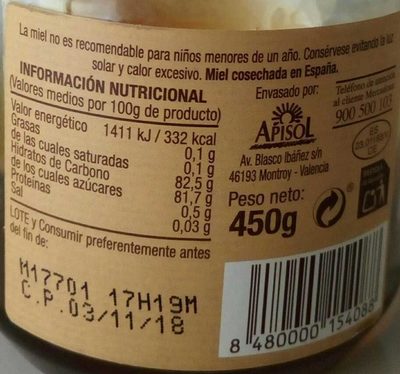 La miel no es recomendable para niños menores de un año. Consérvese evitando la luz
solar y calor excesivo. Miel cosechada en España.
INFORMACIÓN NUTRICIONAL
(Valores medios por 100g de producto)
Valor energético 1411 kJ / 332 kcal
Grasas 0,1 g
de las cuales saturadas 0,1 g
Hidratos de Carbono 82,5 g
de los cuales azúcares 81,7 g
Proteínas 0,5 g
Sal 0,03 g
LOTE y Consumir preferentemente antes
del fin de:
M17701 17H19M
C.P.03/11/18
Envasado por:
APISOL
Av. Blasco Ibáñez s/n
46193 Montroy - Valencia
Peso neto:
450g
Teléfono de atención
al cliente Mercadona
900 500 103
ES
CE
8 480000 154088